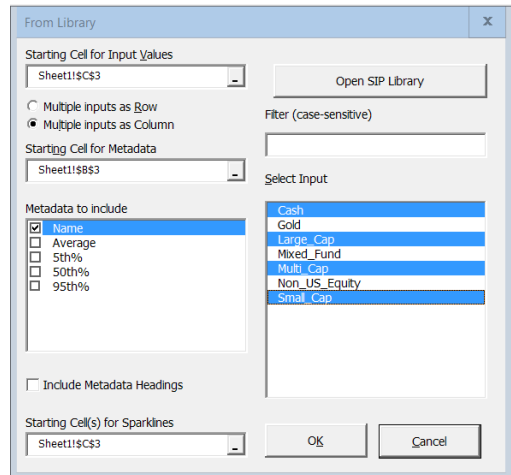 From Library
x
Starting Cell for Input Values
Sheet1!$C$3
Multiple inputs as Row
Multiple inputs as Column
Starting Cell for Metadata
Sheet1!$B$3
Metadata to include
Name
Average
5th%
50th%
95th%
Include Metadata Headings
Starting Cell(s) for Sparklines
Sheet1!$C$3
Open SIP Library
Filter (case-sensitive)
Select Input
Cash
Gold
Large_Cap
Mixed_Fund
Multi_Cap
Non_US_Equity
Small_Cap
OK
Cancel